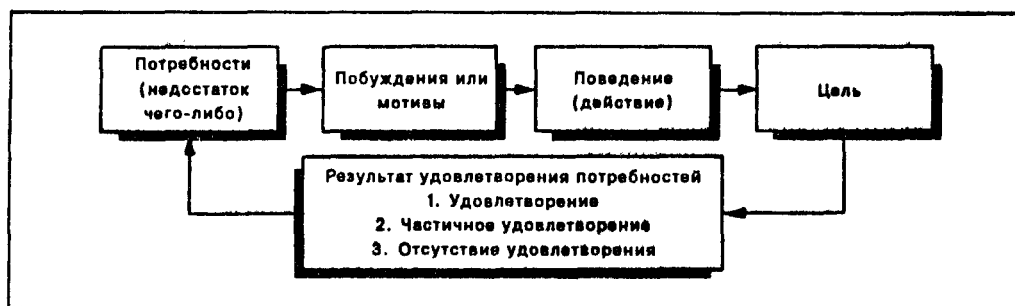 Потребности
(недостаток
чего-либо)
Побуждения или
мотивы
Поведение
(действие)
Цель
Результат удовлетворения потребностей
1. Удовлетворение
2. Частичное удовлетворение
3. Отсутствие удовлетворения